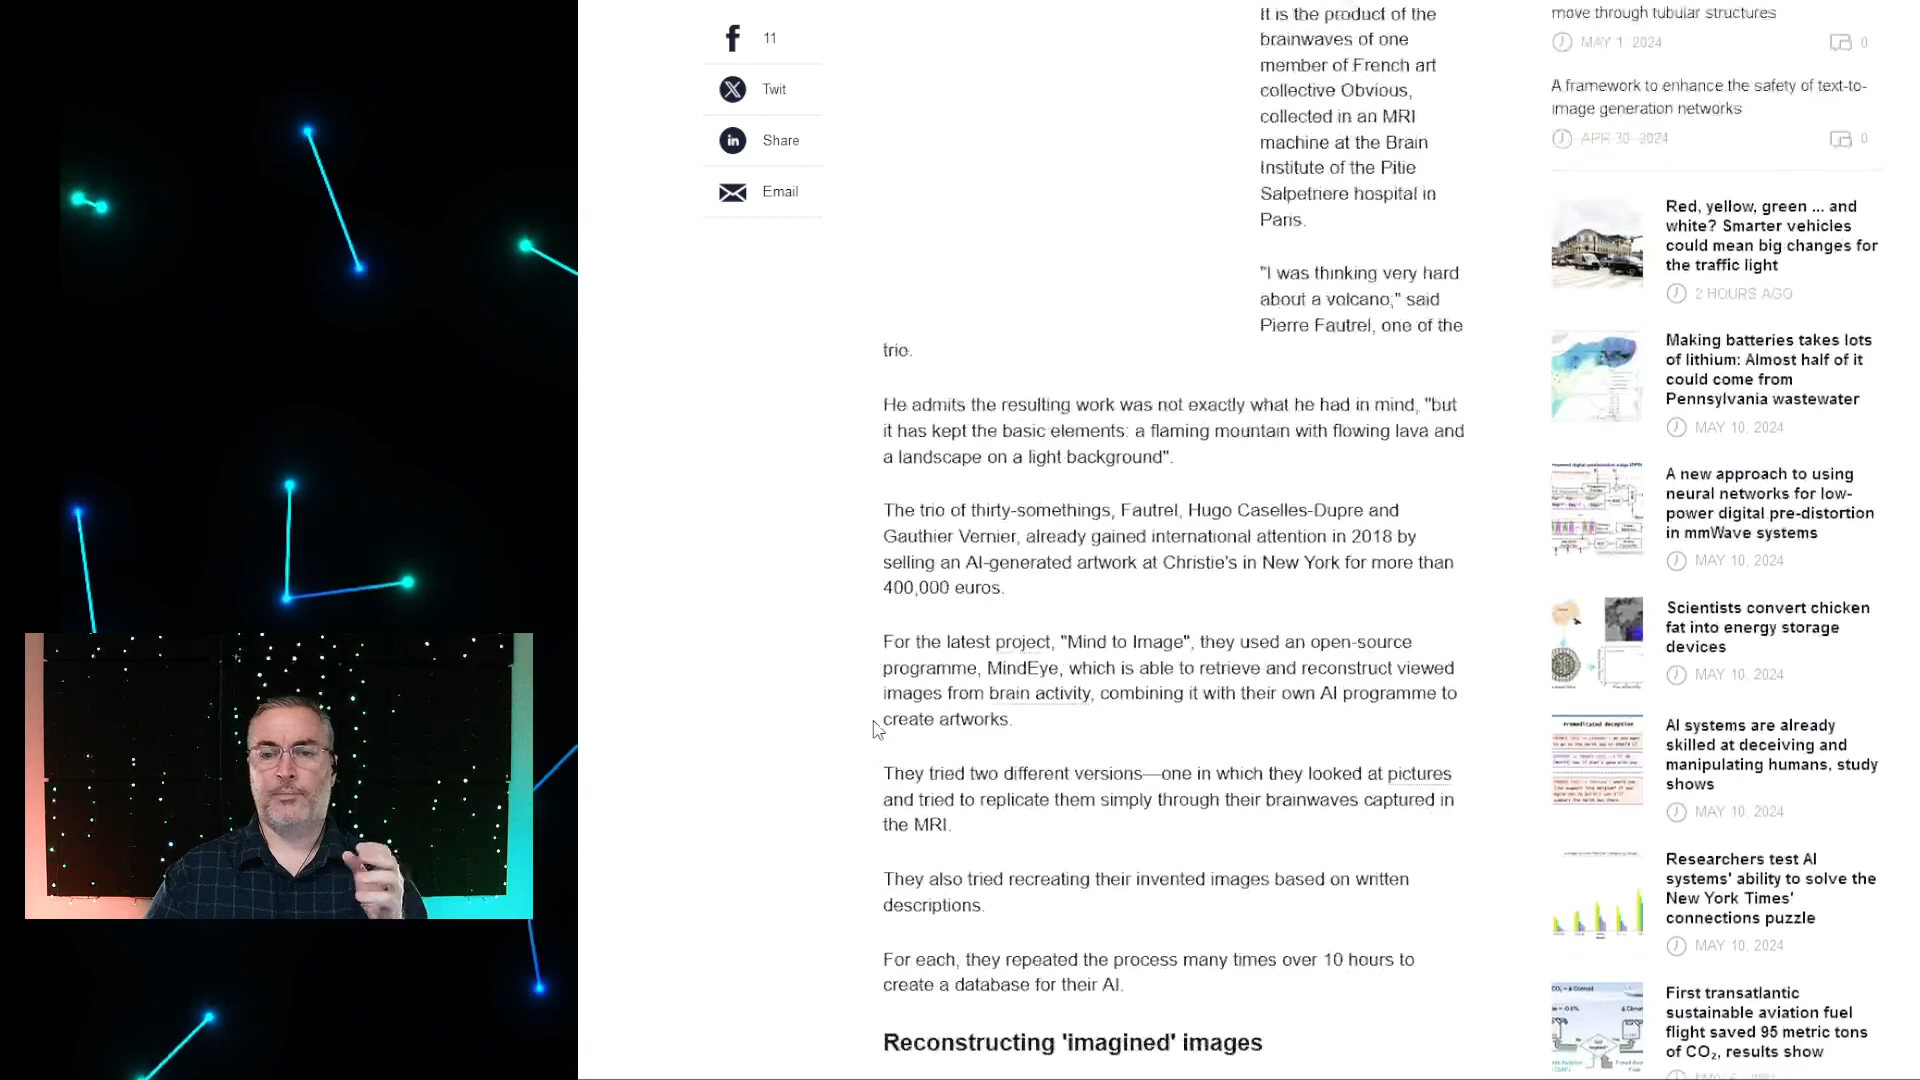 11
Twit
Share
Email
It is the product of the
brainwaves of one
member of French art
collective Obvious,
collected in an MRI
machine at the Brain
Institute of the Pitie
Salpetriere hospital in
Paris.
"I was thinking very hard
about a volcano," said
Pierre Fautrel, one of the
trio.
He admits the resulting work was not exactly what he had in mind, "but
it has kept the basic elements: a flaming mountain with flowing lava and
a landscape on a light background".
The trio of thirty-somethings, Fautrel, Hugo Caselles-Dupre and
Gauthier Vernier, already gained international attention in 2018 by
selling an AI-generated artwork at Christie's in New York for more than
400,000 euros.
For the latest project, "Mind to Image", they used an open-source
programme, MindEye, which is able to retrieve and reconstruct viewed
images from brain activity, combining it with their own AI programme to
create artworks.
They tried two different versions—one in which they looked at pictures
and tried to replicate them simply through their brainwaves captured in
the MRI.
They also tried recreating their invented images based on written
descriptions.
For each, they repeated the process many times over 10 hours to
create a database for their AI.
Reconstructing 'imagined' images
move through tubular structures
MAY 1, 2024 0
A framework to enhance the safety of text-to-
image generation networks
APR 30, 2024 0
Red, yellow, green ... and
white? Smarter vehicles
could mean big changes for
the traffic light
2 HOURS AGO
Making batteries takes lots
of lithium: Almost half of it
could come from
Pennsylvania wastewater
MAY 10, 2024
A new approach to using
neural networks for low-
power digital pre-distortion
in mmWave systems
MAY 10, 2024
Scientists convert chicken
fat into energy storage
devices
MAY 10, 2024
Premeditated deception
AI systems are already
skilled at deceiving and
manipulating humans, study
shows
MAY 10, 2024
Researchers test AI
systems' ability to solve the
New York Times'
connections puzzle
MAY 10, 2024
First transatlantic
sustainable aviation fuel
flight saved 95 metric tons
of CO₂, results show